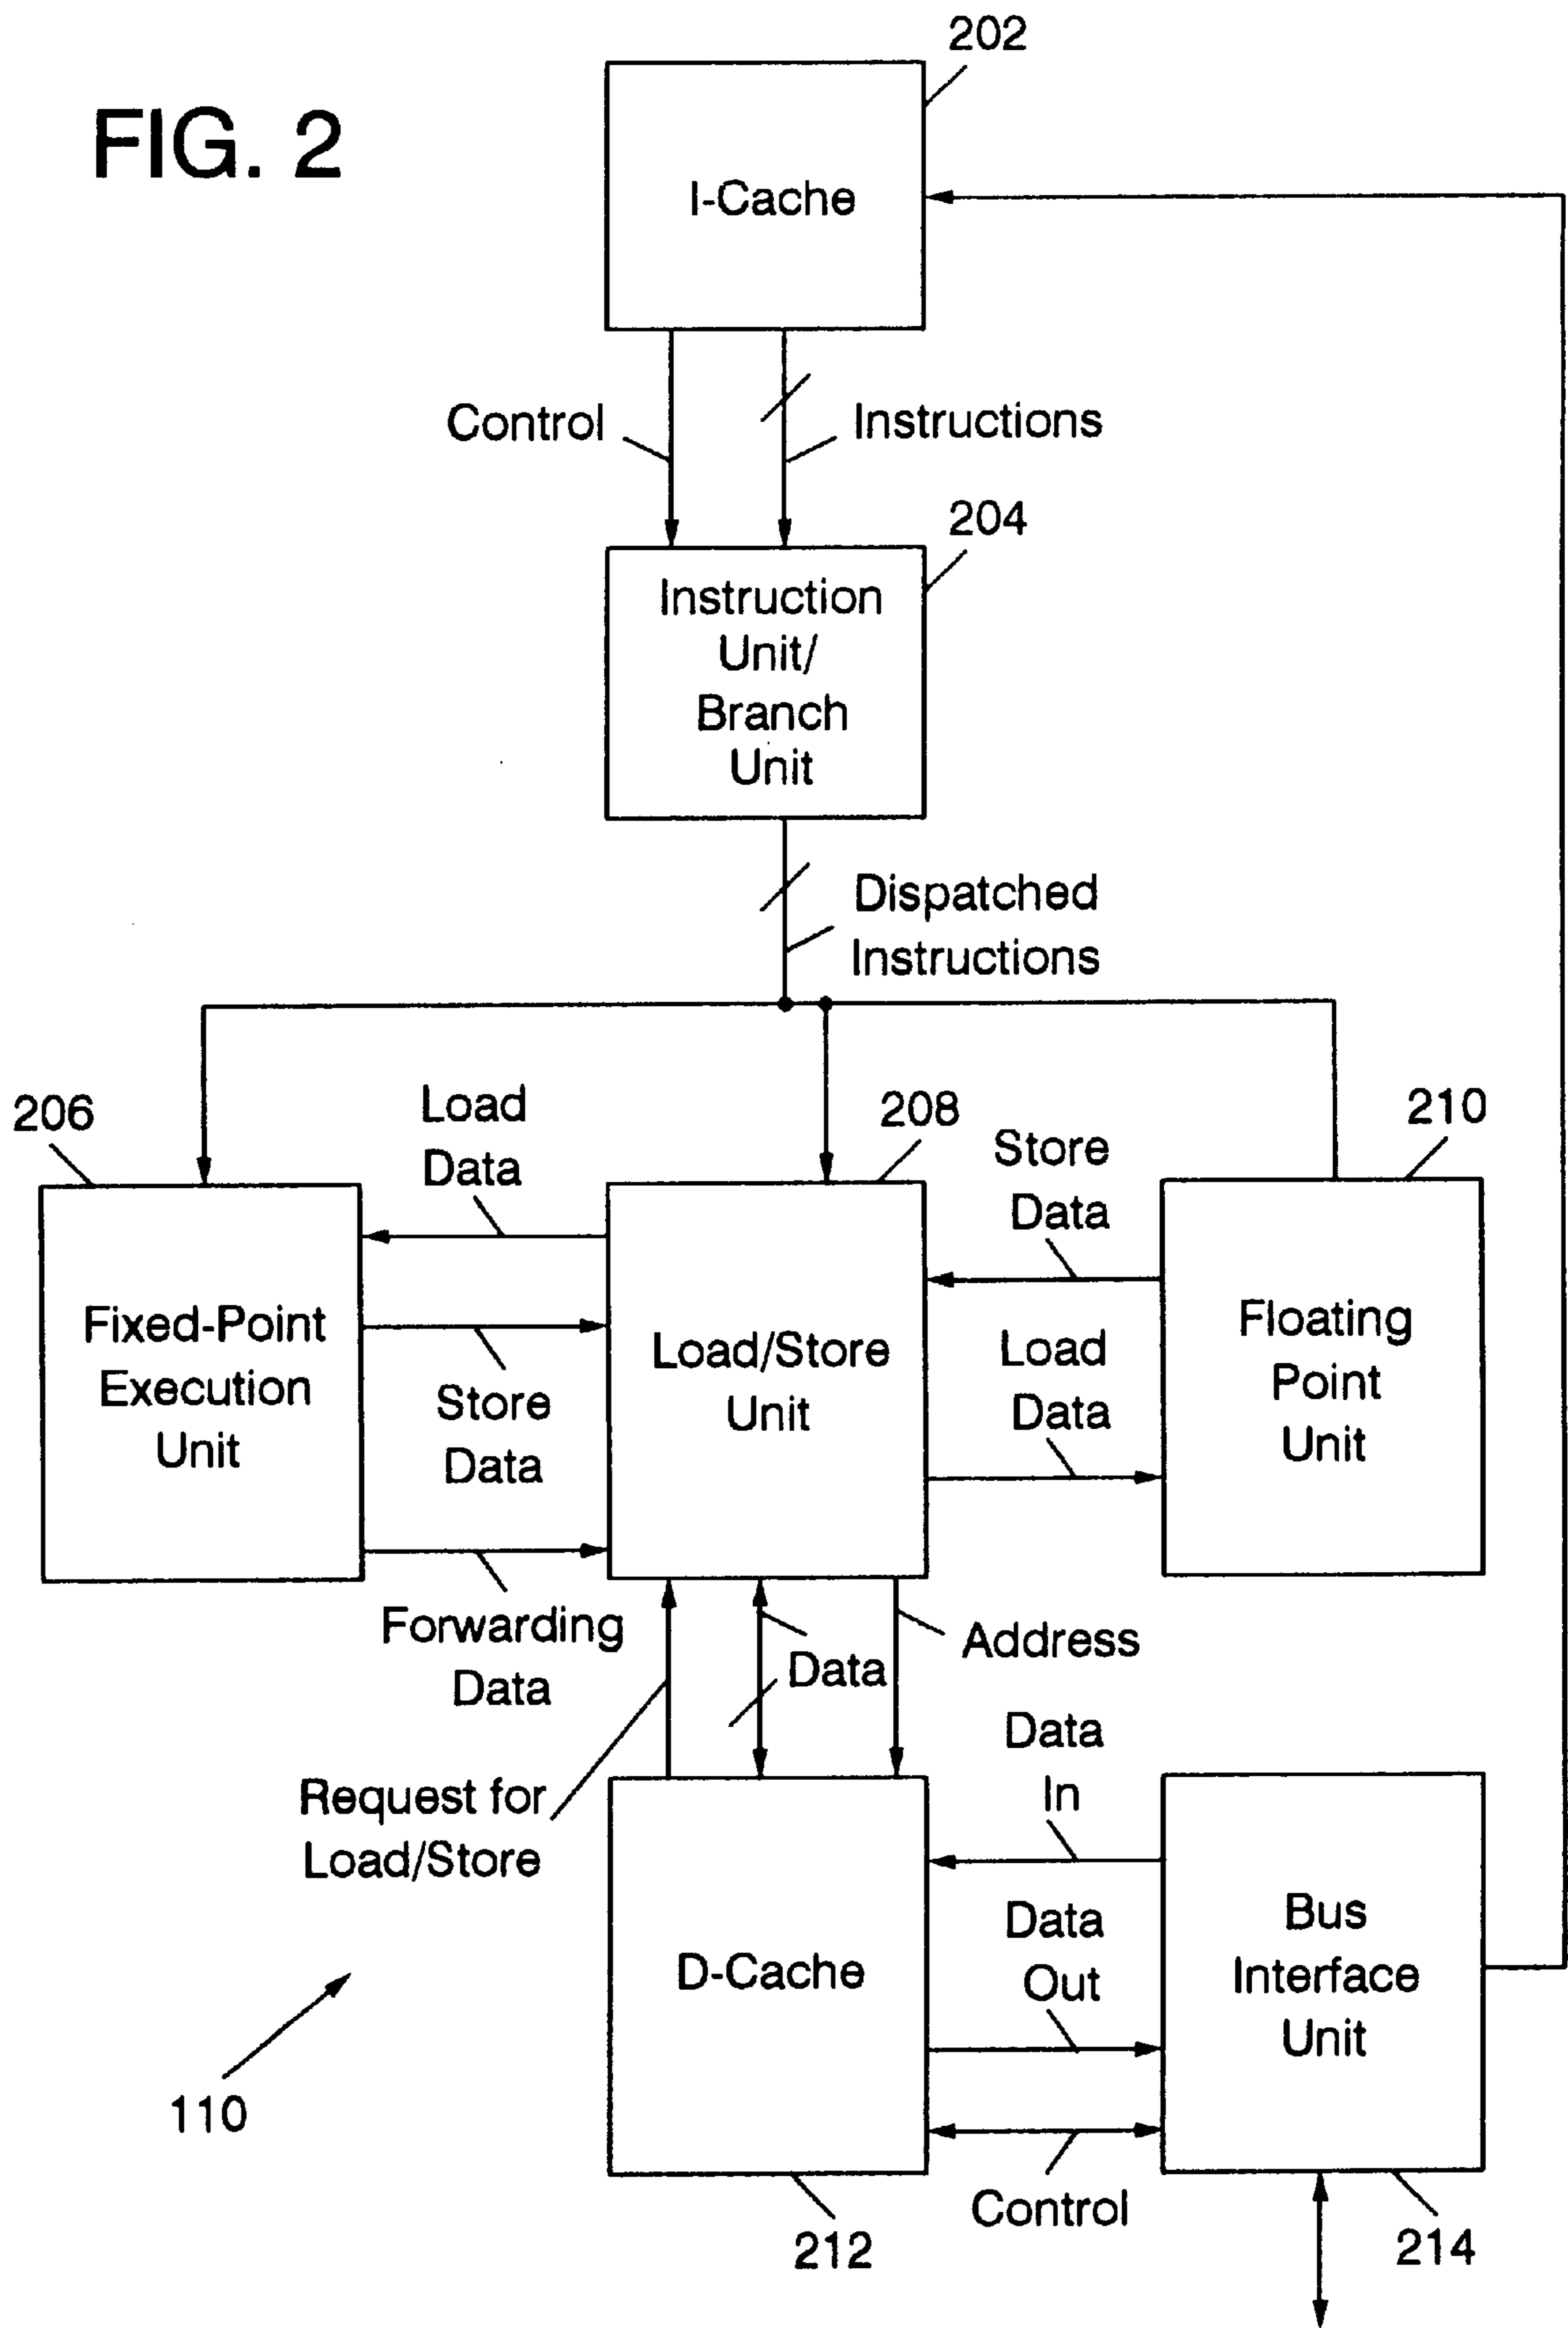 FIG. 2
202
I-Cache
Control
Instructions
204
Instruction
Unit/
Branch
Unit
Dispatched
Instructions
206
Load
Data
208
Store
Data
210
Fixed-Point
Execution
Unit
Store
Data
Load/Store
Unit
Load
Data
Floating
Point
Unit
Forwarding
Data
Data
Address
Request for
Load/Store
Data
In
D-Cache
Data
Out
Bus
Interface
Unit
110
Control
212
214